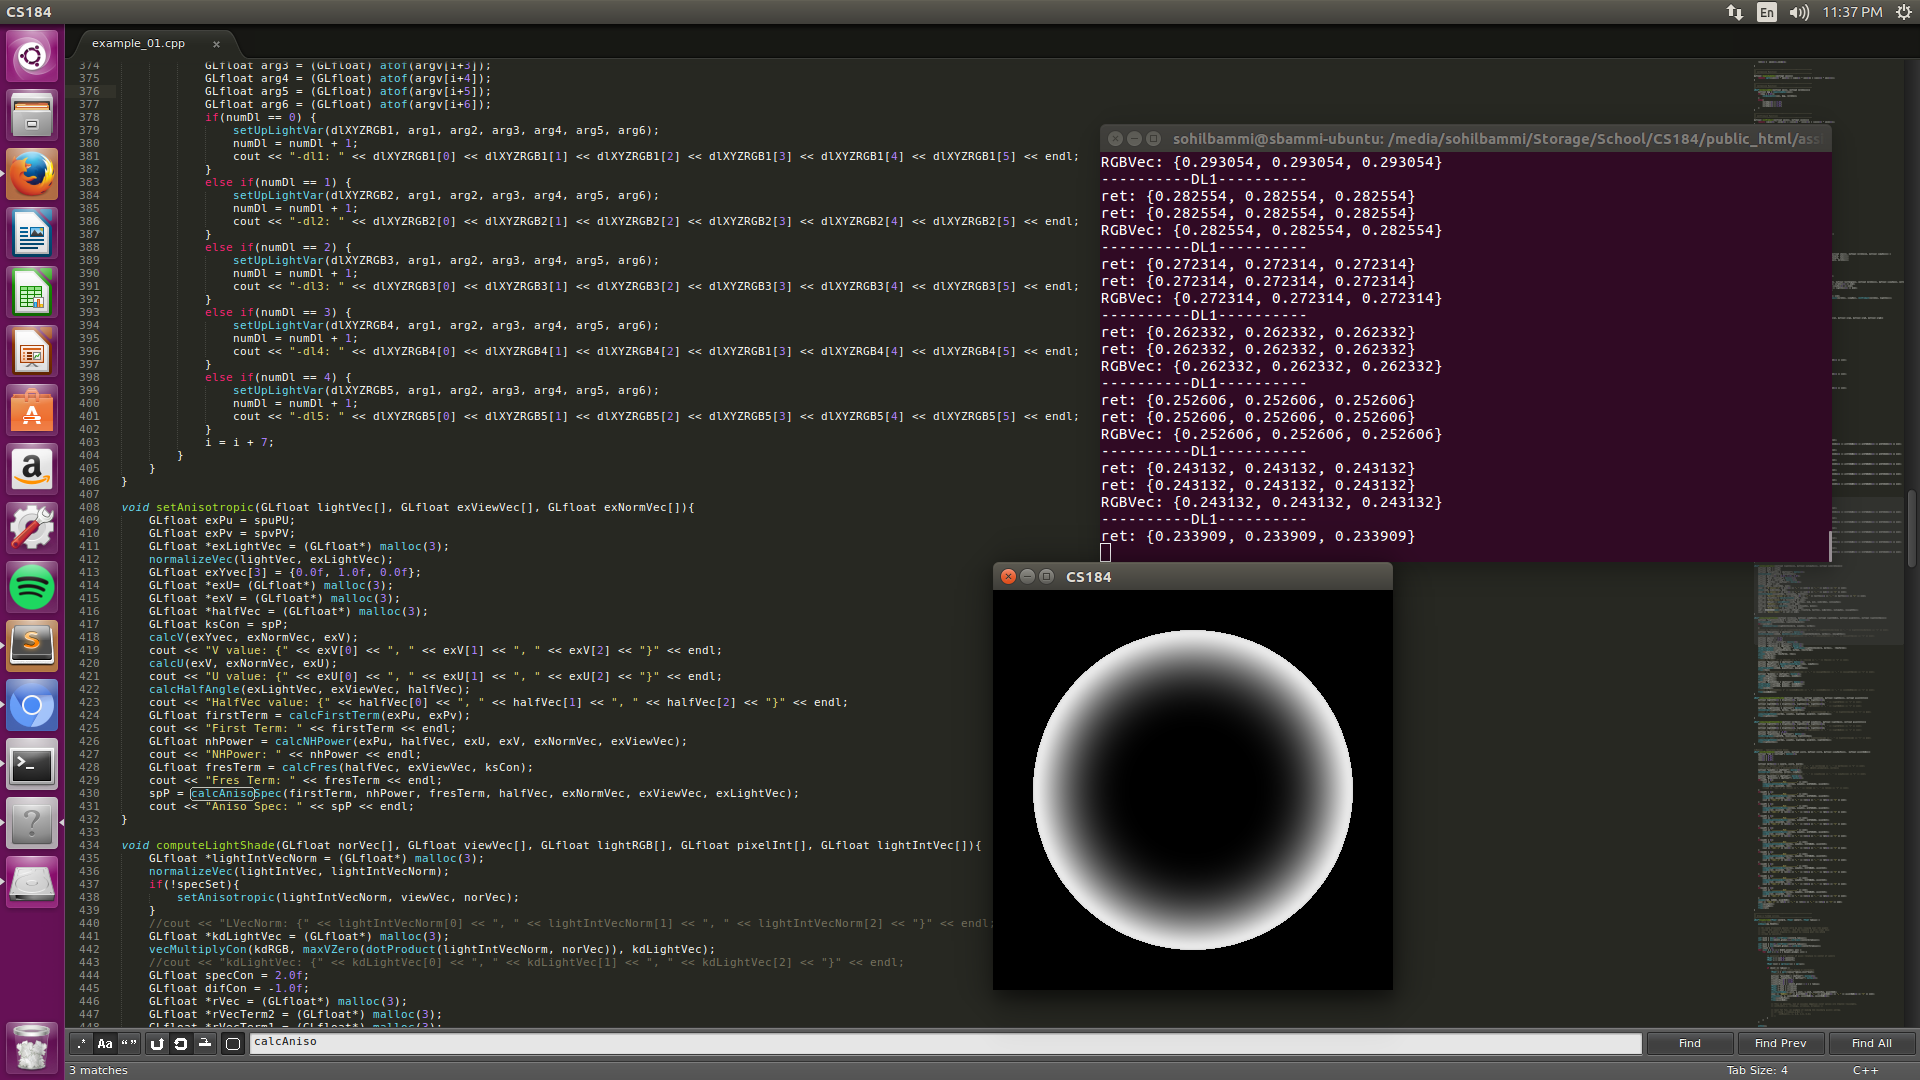 CS184
En
11:37 PM
example_01.cpp
374 GLfloat arg3 = (GLfloat) atof(argv[i+3]);
375 GLfloat arg4 = (GLfloat) atof(argv[i+4]);
376 GLfloat arg5 = (GLfloat) atof(argv[i+5]);
377 GLfloat arg6 = (GLfloat) atof(argv[i+6]);
378 if(numDl == 0) {
379 setUpLightVar(dlXYZRGB1, arg1, arg2, arg3, arg4, arg5, arg6);
380 numDl = numDl + 1;
381 cout << "-dl1: " << dlXYZRGB1[0] << dlXYZRGB1[1] << dlXYZRGB1[2] << dlXYZRGB1[3] << dlXYZRGB1[4] << dlXYZRGB1[5] << endl;
382 }
383 else if(numDl == 1) {
384 setUpLightVar(dlXYZRGB2, arg1, arg2, arg3, arg4, arg5, arg6);
385 numDl = numDl + 1;
386 cout << "-dl2: " << dlXYZRGB2[0] << dlXYZRGB2[1] << dlXYZRGB2[2] << dlXYZRGB2[3] << dlXYZRGB2[4] << dlXYZRGB2[5] << endl;
387 }
388 else if(numDl == 2) {
389 setUpLightVar(dlXYZRGB3, arg1, arg2, arg3, arg4, arg5, arg6);
390 numDl = numDl + 1;
391 cout << "-dl3: " << dlXYZRGB3[0] << dlXYZRGB3[1] << dlXYZRGB3[2] << dlXYZRGB3[3] << dlXYZRGB3[4] << dlXYZRGB3[5] << endl;
392 }
393 else if(numDl == 3) {
394 setUpLightVar(dlXYZRGB4, arg1, arg2, arg3, arg4, arg5, arg6);
395 numDl = numDl + 1;
396 cout << "-dl4: " << dlXYZRGB4[0] << dlXYZRGB4[1] << dlXYZRGB4[2] << dlXYZRGB1[3] << dlXYZRGB4[4] << dlXYZRGB4[5] << endl;
397 }
398 else if(numDl == 4) {
399 setUpLightVar(dlXYZRGB5, arg1, arg2, arg3, arg4, arg5, arg6);
400 numDl = numDl + 1;
401 cout << "-dl5: " << dlXYZRGB5[0] << dlXYZRGB5[1] << dlXYZRGB5[2] << dlXYZRGB5[3] << dlXYZRGB5[4] << dlXYZRGB5[5] << endl;
402 }
403 i = i + 7;
404 }
405 }
406 }
407
408 void setAnisotropic(GLfloat lightVec[], GLfloat exViewVec[], GLfloat exNormVec[]){
409 GLfloat exPu = spuPU;
410 GLfloat exPv = spvPV;
411 GLfloat *exLightVec = (GLfloat*) malloc(3);
412 normalizeVec(lightVec, exLightVec);
413 GLfloat exYvec[3] = {0.0f, 1.0f, 0.0f};
414 GLfloat *exU= (GLfloat*) malloc(3);
415 GLfloat *exV = (GLfloat*) malloc(3);
416 GLfloat *halfVec = (GLfloat*) malloc(3);
417 GLfloat ksCon = spP;
418 calcV(exYvec, exNormVec, exV);
419 cout << "V value: {" << exV[0] << ", " << exV[1] << ", " << exV[2] << "}" << endl;
420 calcU(exV, exNormVec, exU);
421 cout << "U value: {" << exU[0] << ", " << exU[1] << ", " << exU[2] << "}" << endl;
422 calcHalfAngle(exLightVec, exViewVec, halfVec);
423 cout << "HalfVec value: {" << halfVec[0] << ", " << halfVec[1] << ", " << halfVec[2] << "}" << endl;
424 GLfloat firstTerm = calcFirstTerm(exPu, exPv);
425 cout << "First Term: " << firstTerm << endl;
426 GLfloat nhPower = calcNHPower(exPu, halfVec, exU, exV, exNormVec, exViewVec);
427 cout << "NHPower: " << nhPower << endl;
428 GLfloat fresTerm = calcFres(halfVec, exViewVec, ksCon);
429 cout << "Fres Term: " << fresTerm << endl;
430 spP = calcAnisoSpec(firstTerm, nhPower, fresTerm, halfVec, exNormVec, exViewVec, exLightVec);
431 cout << "Aniso Spec: " << spP << endl;
432 }
433
434 void computeLightShade(GLfloat norVec[], GLfloat viewVec[], GLfloat lightRGB[], GLfloat pixelInt[], GLfloat lightIntVec[]){
435 GLfloat *lightIntVecNorm = (GLfloat*) malloc(3);
436 normalizeVec(lightIntVec, lightIntVecNorm);
437 if(!specSet){
438 setAnisotropic(lightIntVecNorm, viewVec, norVec);
439 }
440 //cout << "LVecNorm: {" << lightIntVecNorm[0] << ", " << lightIntVecNorm[1] << ", " << lightIntVecNorm[2] << "}" << endl;
441 GLfloat *kdLightVec = (GLfloat*) malloc(3);
442 vecMultiplyCon(kdRGB, maxVZero(dotProduct(lightIntVecNorm, norVec)), kdLightVec);
443 //cout << "kdLightVec: {" << kdLightVec[0] << ", " << kdLightVec[1] << ", " << kdLightVec[2] << "}" << endl;
444 GLfloat specCon = 2.0f;
445 GLfloat difCon = -1.0f;
446 GLfloat *rVec = (GLfloat*) malloc(3);
447 GLfloat *rVecTerm2 = (GLfloat*) malloc(3);
448 GLfloat *rVecTerm1 = (GLfloat*) malloc(3);
sohilbammi@sbammi-ubuntu: /media/sohilbammi/Storage/School/CS184/public_html/ass
RGBVec: {0.293054, 0.293054, 0.293054}
----------DL1----------
ret: {0.282554, 0.282554, 0.282554}
ret: {0.282554, 0.282554, 0.282554}
RGBVec: {0.282554, 0.282554, 0.282554}
----------DL1----------
ret: {0.272314, 0.272314, 0.272314}
ret: {0.272314, 0.272314, 0.272314}
RGBVec: {0.272314, 0.272314, 0.272314}
----------DL1----------
ret: {0.262332, 0.262332, 0.262332}
ret: {0.262332, 0.262332, 0.262332}
RGBVec: {0.262332, 0.262332, 0.262332}
----------DL1----------
ret: {0.252606, 0.252606, 0.252606}
ret: {0.252606, 0.252606, 0.252606}
RGBVec: {0.252606, 0.252606, 0.252606}
----------DL1----------
ret: {0.243132, 0.243132, 0.243132}
ret: {0.243132, 0.243132, 0.243132}
RGBVec: {0.243132, 0.243132, 0.243132}
----------DL1----------
ret: {0.233909, 0.233909, 0.233909}
CS184
.* Aa “ ” calcAniso Find Find Prev Find All
3 matches Tab Size: 4 C++